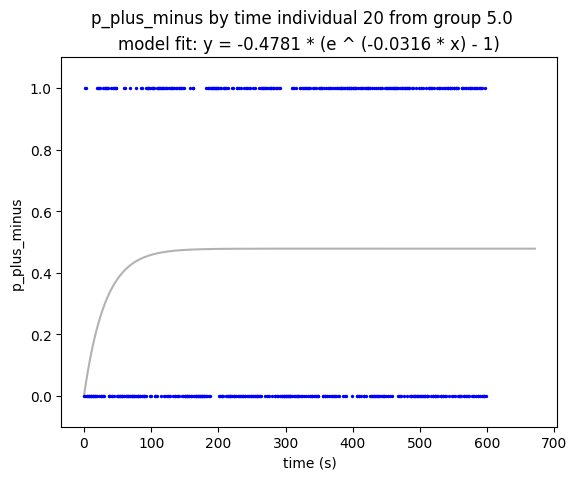 p_plus_minus by time individual 20 from group 5.0
model fit: y = -0.4781 * (e ^ (-0.0316 * x) - 1)
1.0
0.8
0.6
0.4
0.2
0.0
p_plus_minus
0 100 200 300 400 500 600 700
time (s)